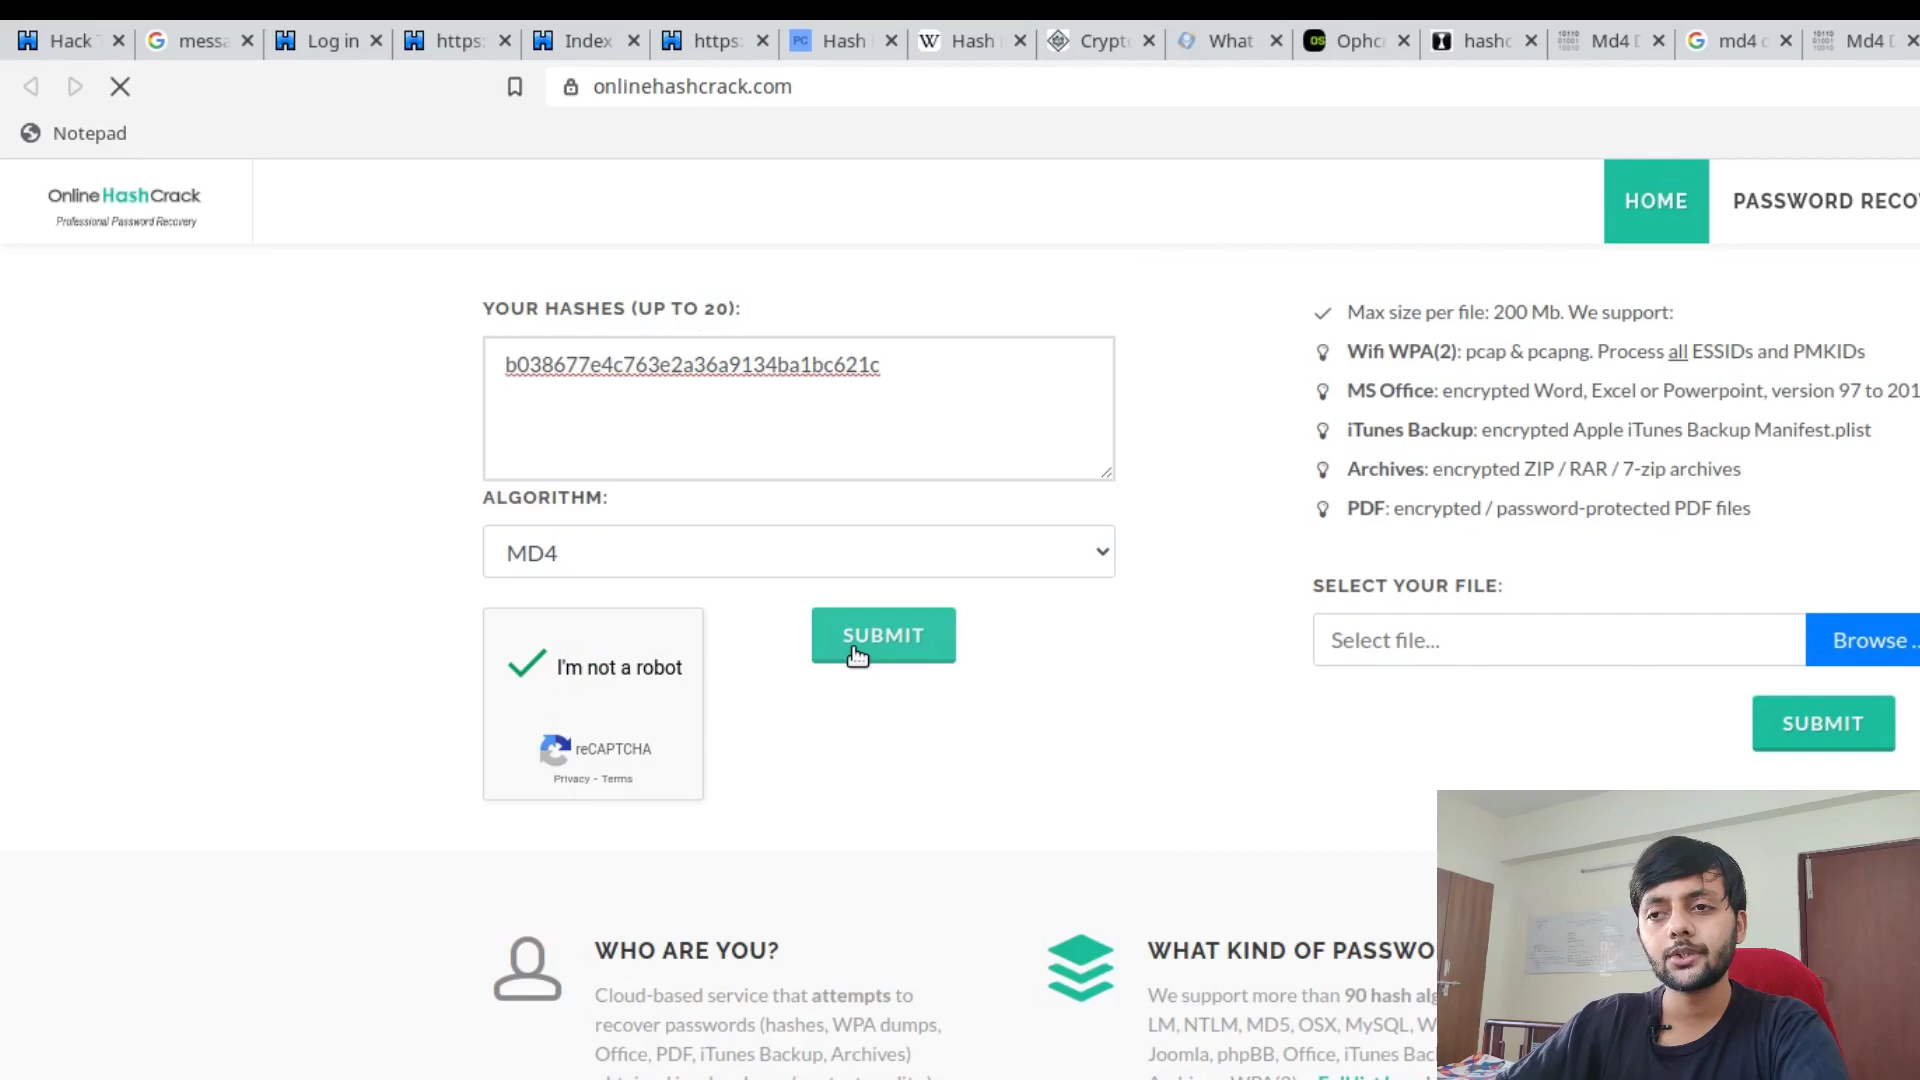 Hack
messa
Log in
https:
Index
https:
PC Hash
W Hash
Crypt
What
OS Ophc
hashc
Md4 D
G md4 c
Md4 D
onlinehashcrack.com
Notepad
Online HashCrack
Professional Password Recovery
HOME
PASSWORD RECO
YOUR HASHES (UP TO 20):
b038677e4c763e2a36a9134ba1bc621c
ALGORITHM:
MD4
I'm not a robot
SUBMIT
reCAPTCHA
Privacy - Terms
Max size per file: 200 Mb. We support:
Wifi WPA(2): pcap & pcapng. Process all ESSIDs and PMKIDs
MS Office: encrypted Word, Excel or Powerpoint, version 97 to 201
iTunes Backup: encrypted Apple iTunes Backup Manifest.plist
Archives: encrypted ZIP / RAR / 7-zip archives
PDF: encrypted / password-protected PDF files
SELECT YOUR FILE:
Select file...
Browse ..
SUBMIT
WHO ARE YOU?
Cloud-based service that attempts to
recover passwords (hashes, WPA dumps,
Office, PDF, iTunes Backup, Archives)
WHAT KIND OF PASSWO
We support more than 90 hash alg
LM, NTLM, MD5, OSX, MySQL, W
Joomla, phpBB, Office, iTunes Bac